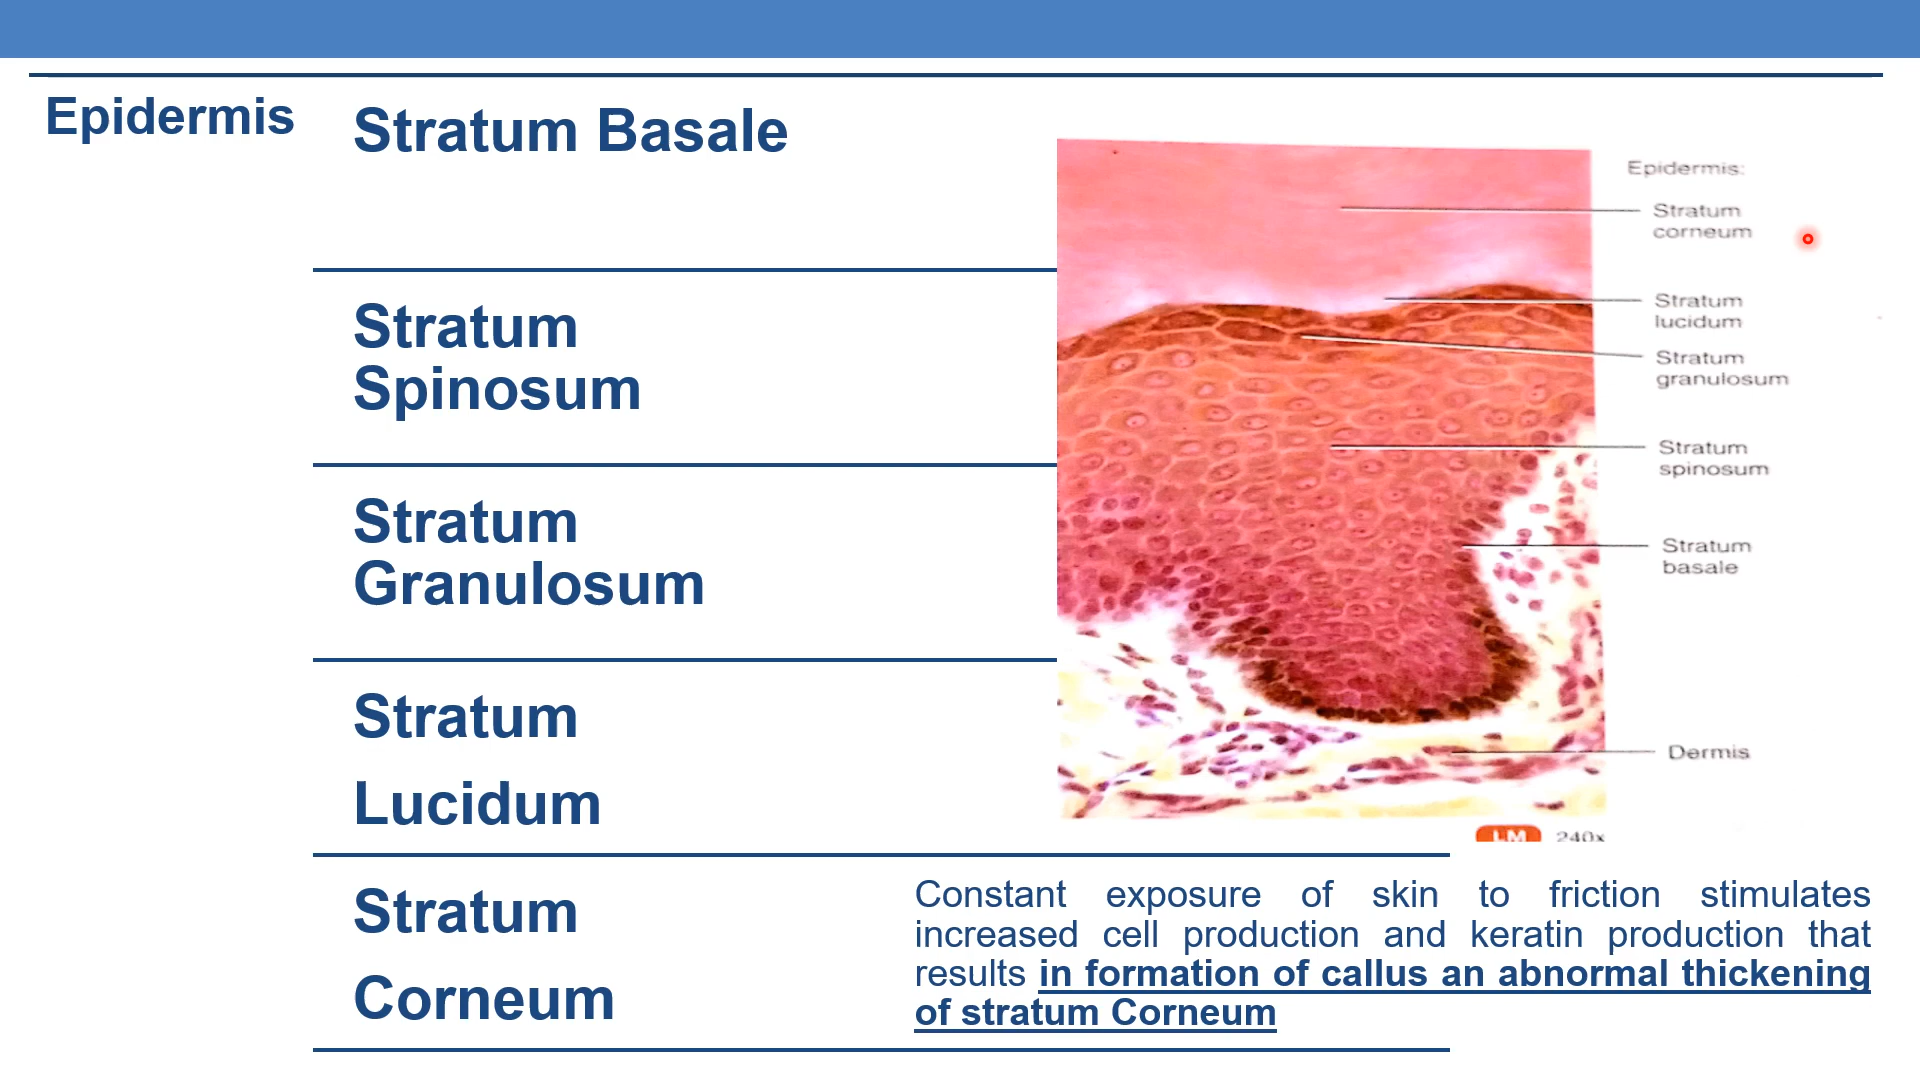 Epidermis
Stratum Basale
Stratum
Spinosum
Stratum
Granulosum
Stratum
Lucidum
Stratum
Corneum
Epidermis:
Stratum
corneum
Stratum
lucidum
Stratum
granulosum
Stratum
spinosum
Stratum
basale
Dermis
LM 240x
Constant exposure of skin to friction stimulates
increased cell production and keratin production that
results in formation of callus an abnormal thickening
of stratum Corneum